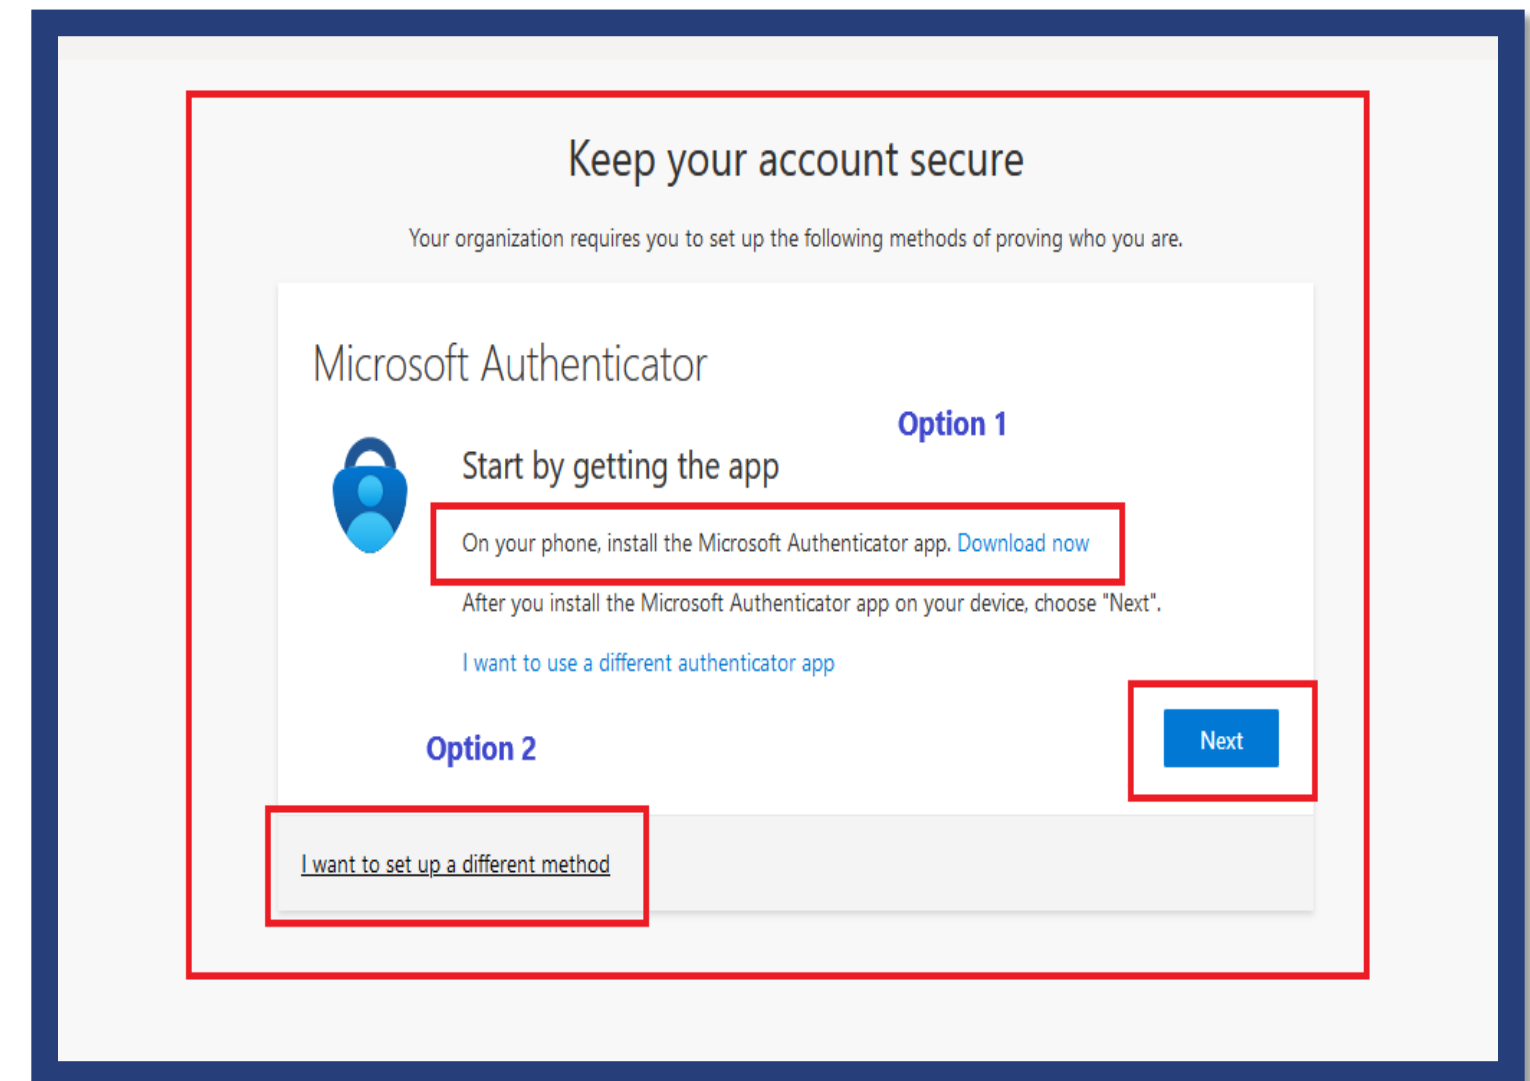 Keep your account secure
Your organization requires you to set up the following methods of proving who you are.
Microsoft Authenticator
Option 1
Start by getting the app
On your phone, install the Microsoft Authenticator app. Download now
After you install the Microsoft Authenticator app on your device, choose "Next".
I want to use a different authenticator app
Next
Option 2
I want to set up a different method